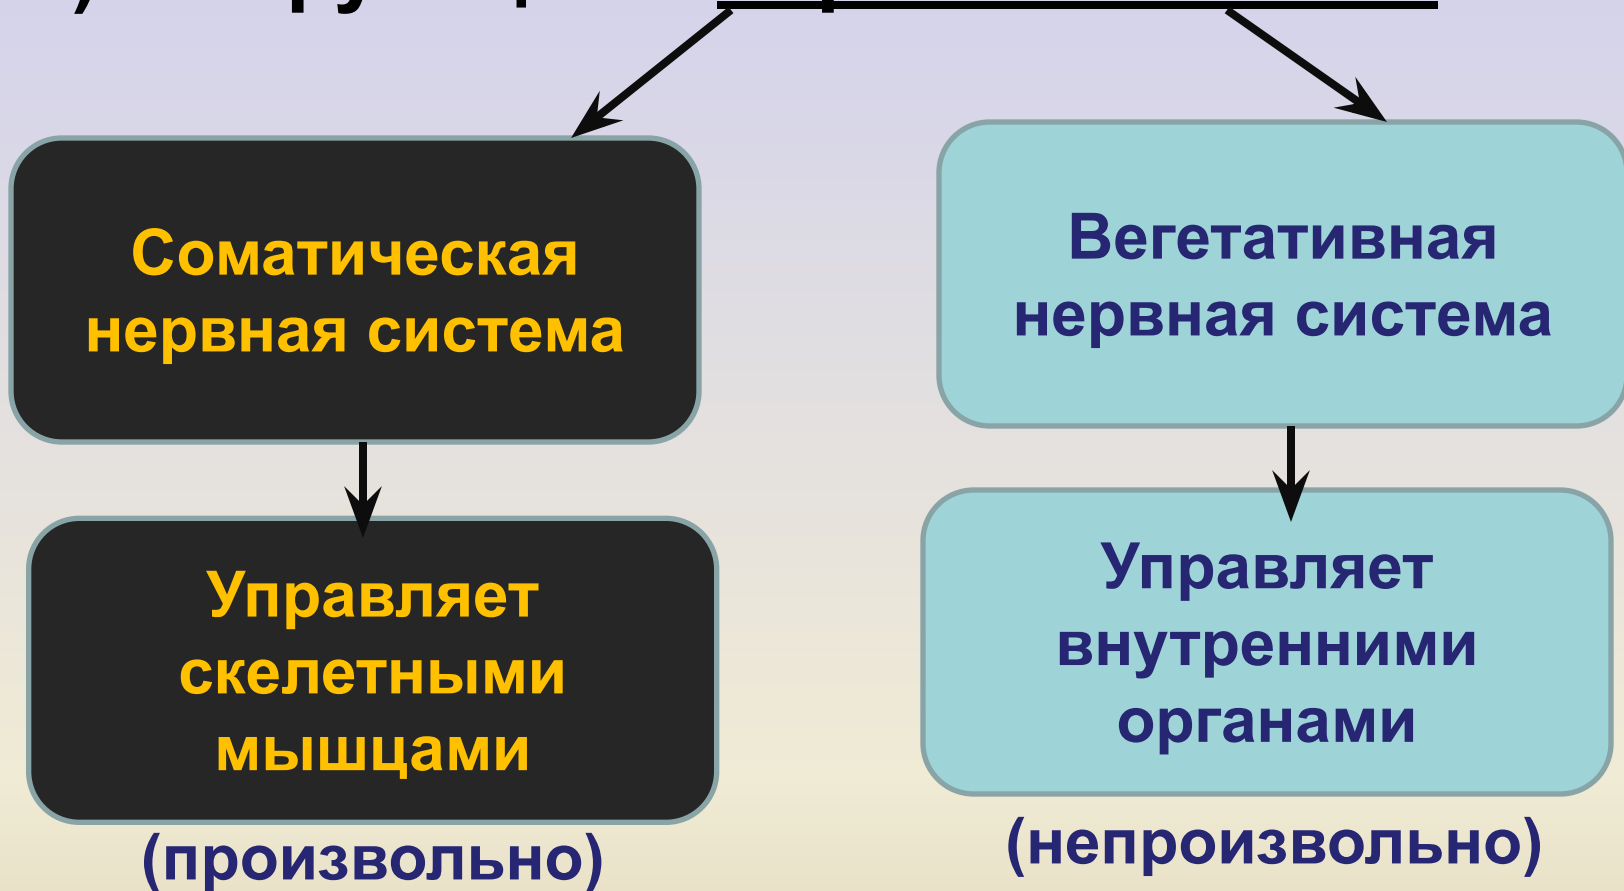 Соматическая
нервная система
Вегетативная
нервная система
Управляет
скелетными
мышцами
(произвольно)
Управляет
внутренними
органами
(непроизвольно)